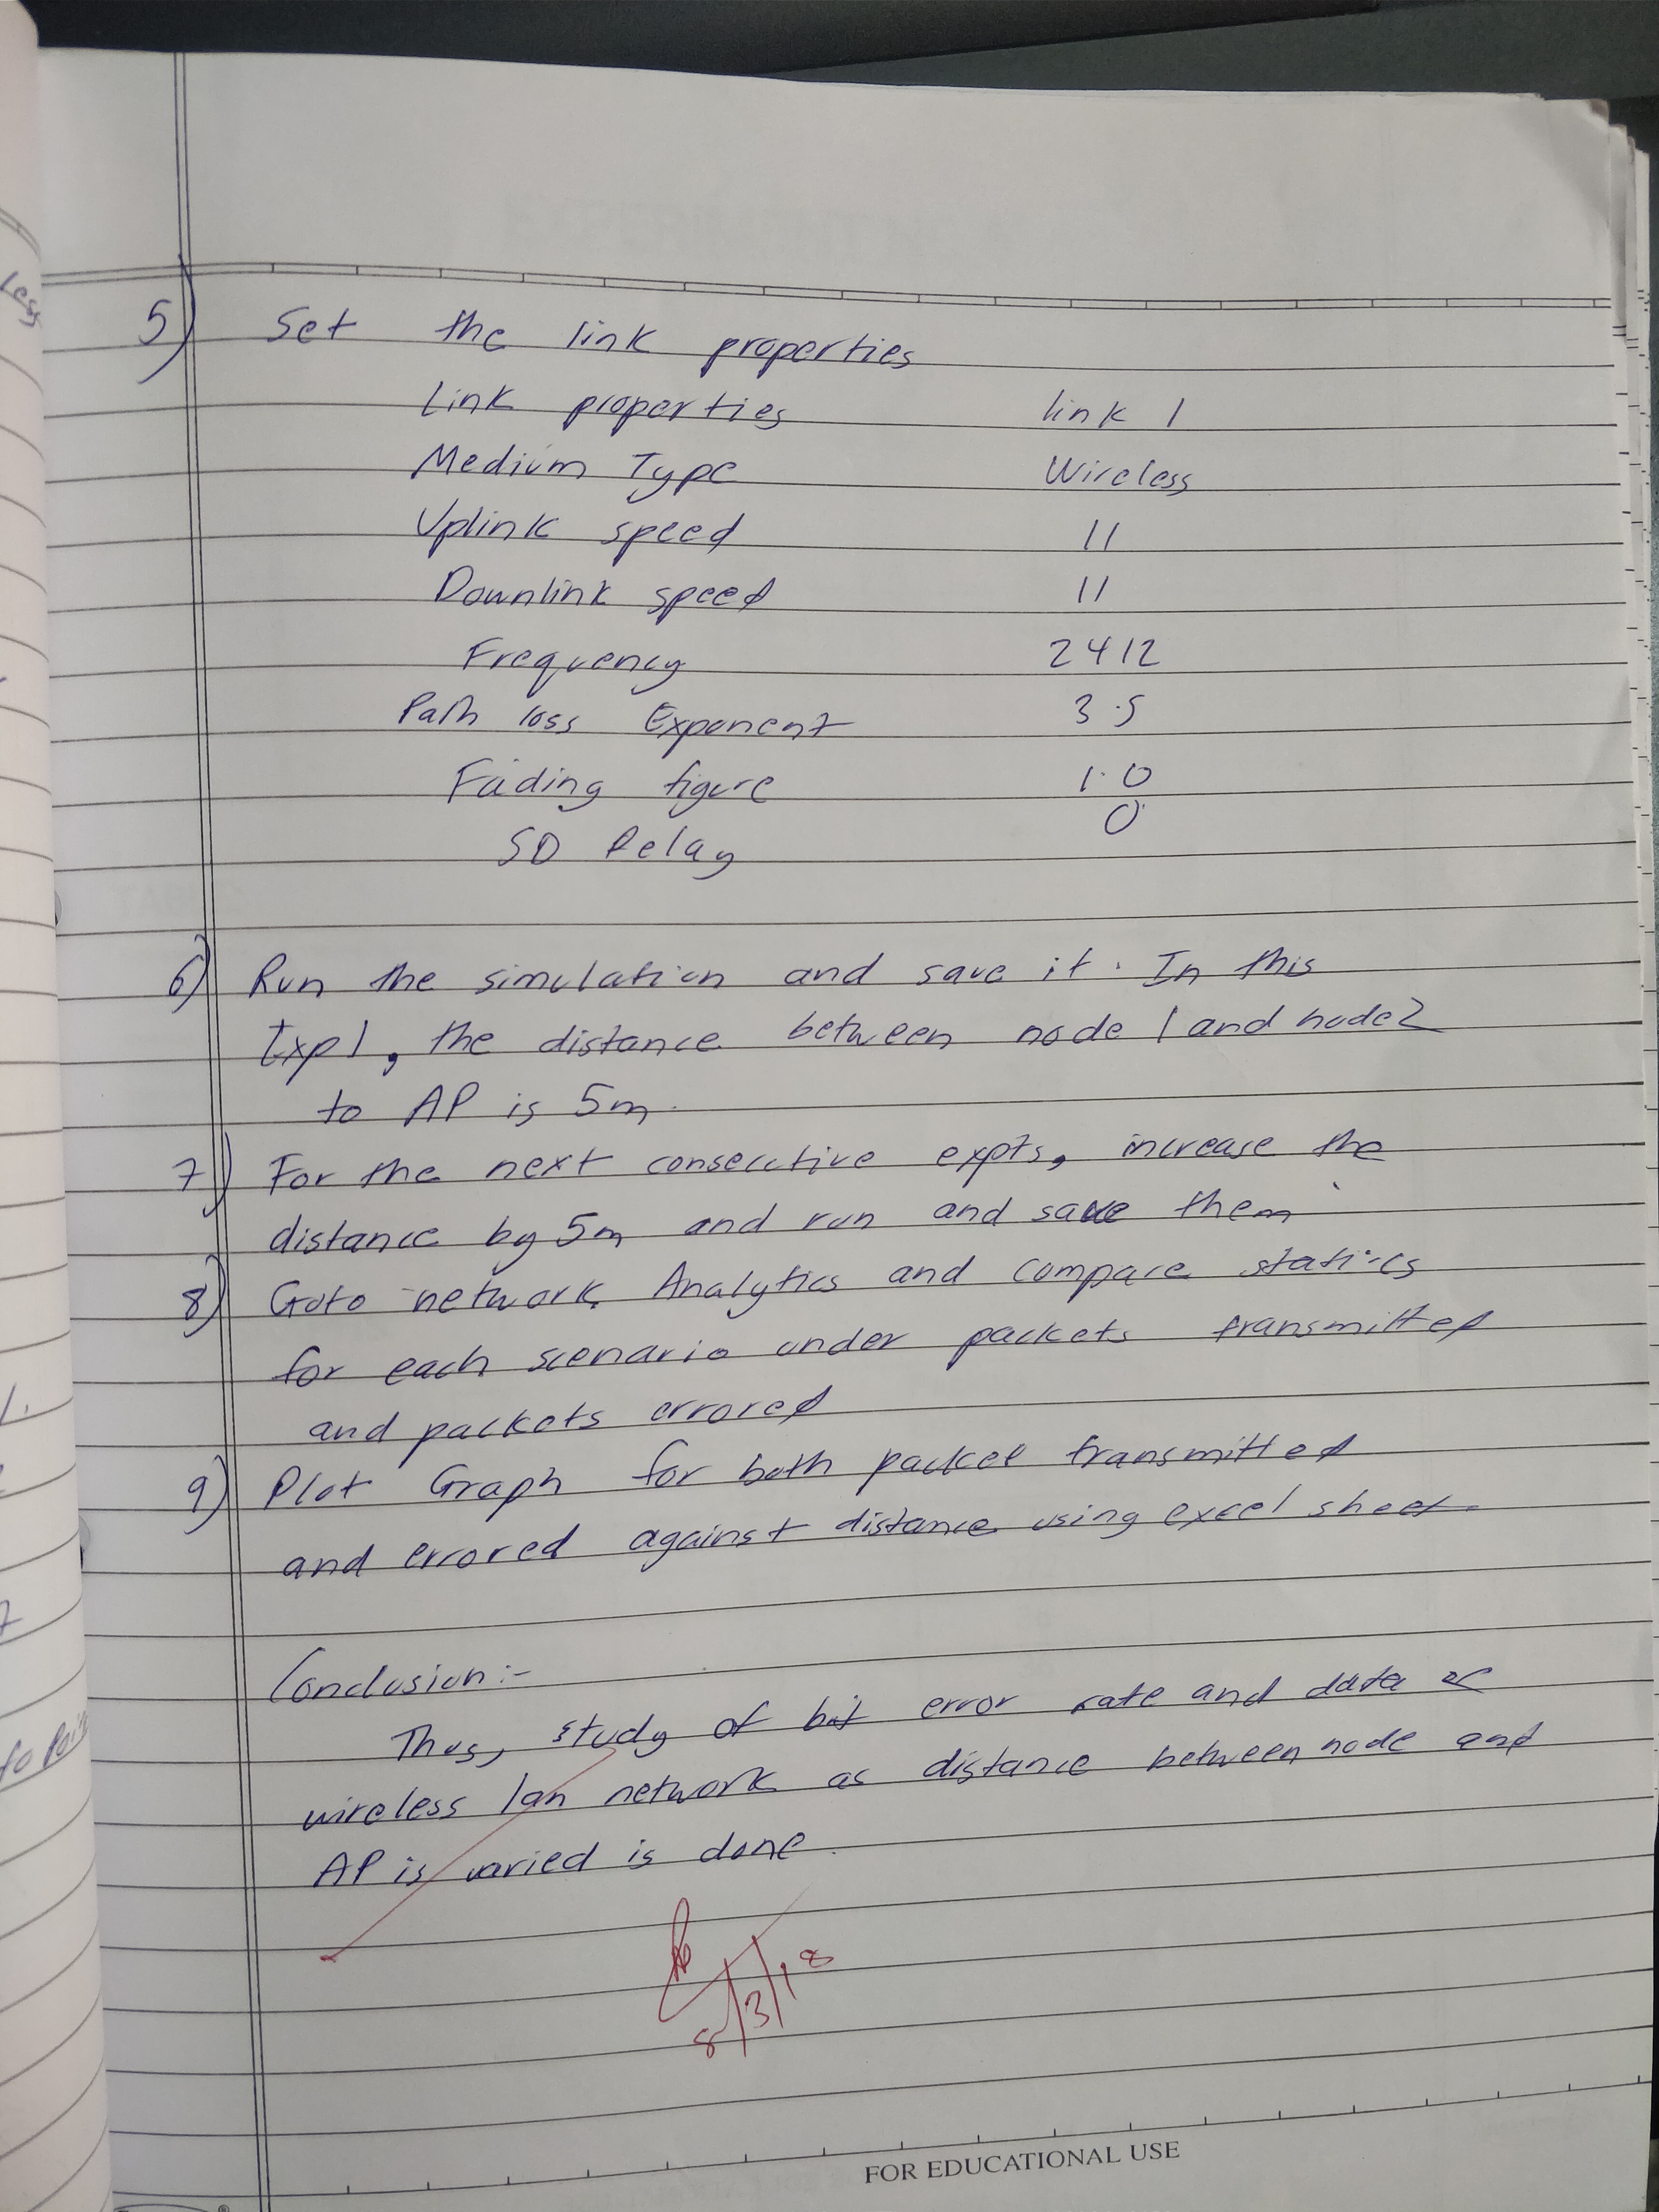 5) Set the link properties
Link properties link 1
Medium Type Wireless
Uplink speed 11
Downlink speed 11
Frequency 2412
Path loss Exponent 3.5
Fading figure 1.0
SD Relay 0
6) Run the simulation and save it. In this
Exp1, the distance between node 1 and node2
to AP is 5m.
7) For the next consecutive expts, increase the
distance by 5m and run and save them
8) Goto network Analytics and compare statics
for each scenario under packets transmitted
and packets errored
9) Plot Graph for both packet transmitted
and errored against distance using excel sheet.
Conclusion :-
Thus, study of bit error rate and data
wireless lan network as distance between node and
AP is varied is done.
8/3/18
FOR EDUCATIONAL USE
Less